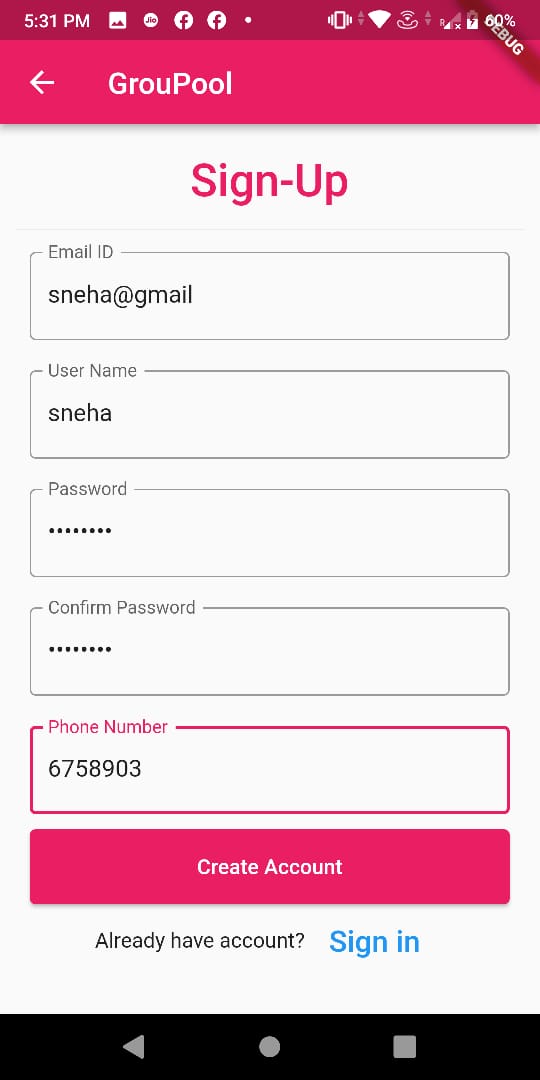 5:31 PM
Jio
R
60%
GrouPool
Sign-Up
Email ID
sneha@gmail
User Name
sneha
Password
••••••••
Confirm Password
••••••••
Phone Number
6758903
Create Account
Already have account? Sign in